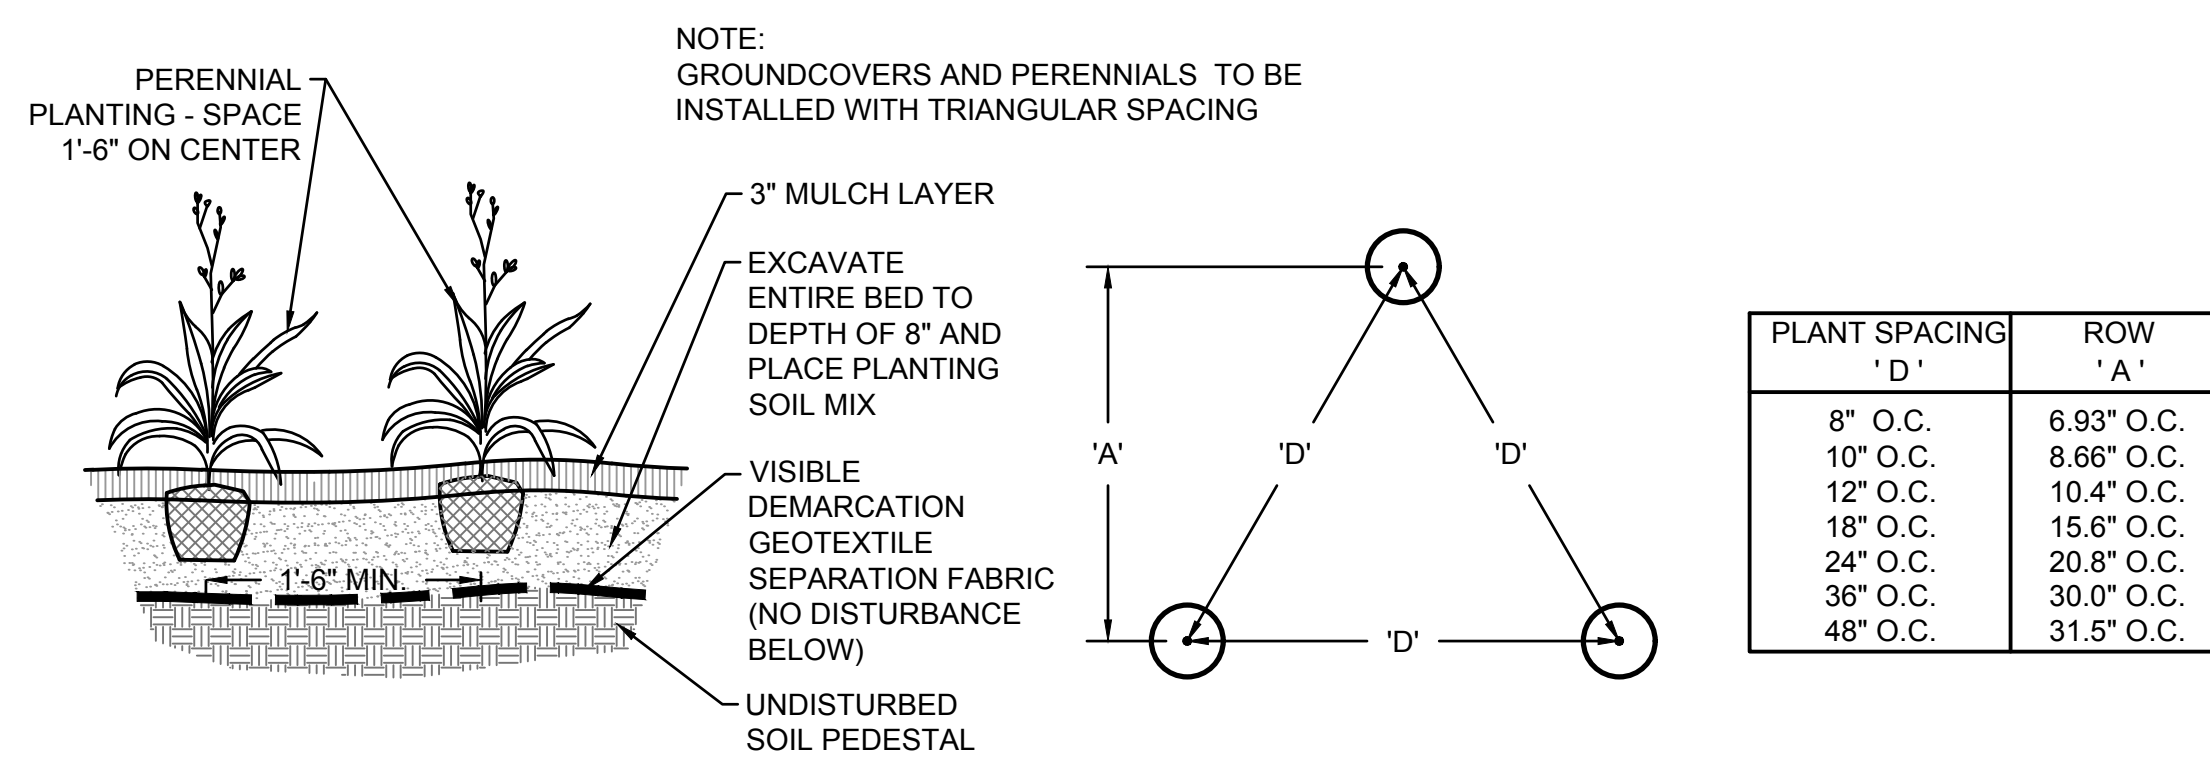 NOTE:
GROUNDCOVERS AND PERENNIALS TO BE
INSTALLED WITH TRIANGULAR SPACING
PERENNIAL
PLANTING - SPACE
1'-6" ON CENTER
3" MULCH LAYER
EXCAVATE
ENTIRE BED TO
DEPTH OF 8" AND
PLACE PLANTING
SOIL MIX
VISIBLE
DEMARCATION
GEOTEXTILE
SEPARATION FABRIC
(NO DISTURBANCE
BELOW)
UNDISTURBED
SOIL PEDESTAL
1'-6" MIN.
'A'
'D'
'D'
'D'
PLANT SPACING ROW
' D ' ' A '
8" O.C. 6.93" O.C.
10" O.C. 8.66" O.C.
12" O.C. 10.4" O.C.
18" O.C. 15.6" O.C.
24" O.C. 20.8" O.C.
36" O.C. 30.0" O.C.
48" O.C. 31.5" O.C.